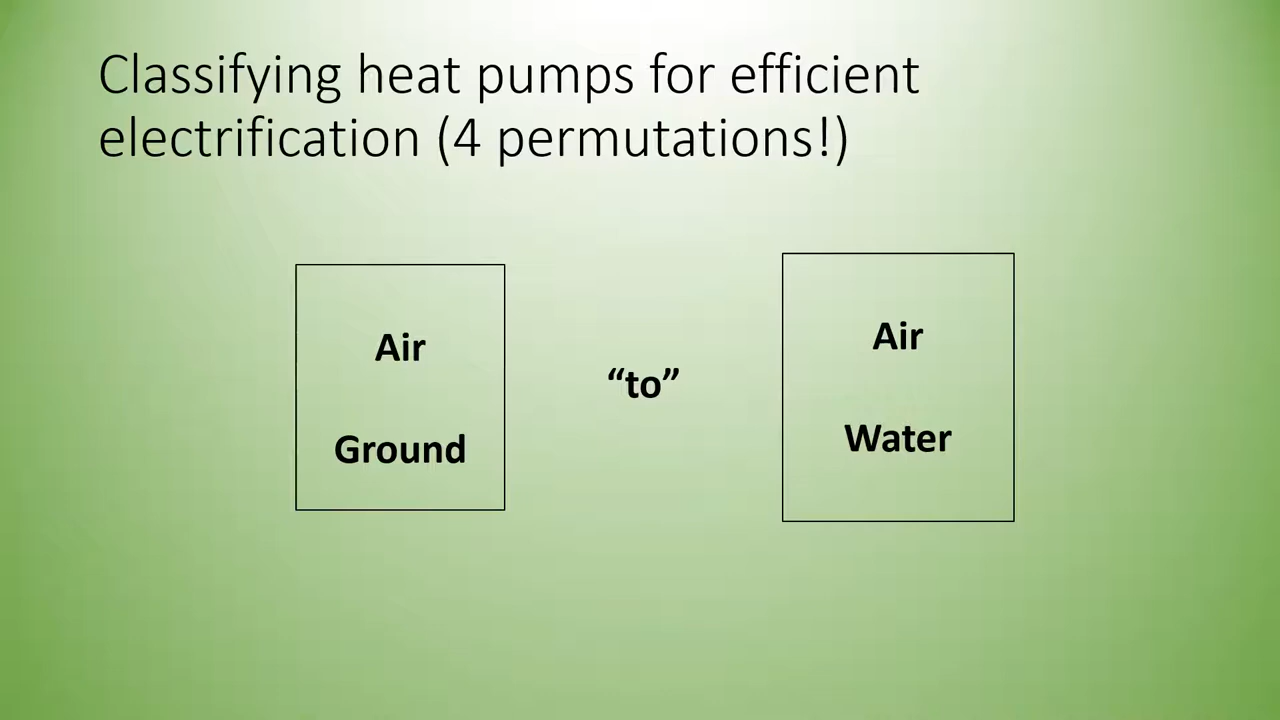 Classifying heat pumps for efficient
electrification (4 permutations!)
Air
Ground
“to”
Air
Water